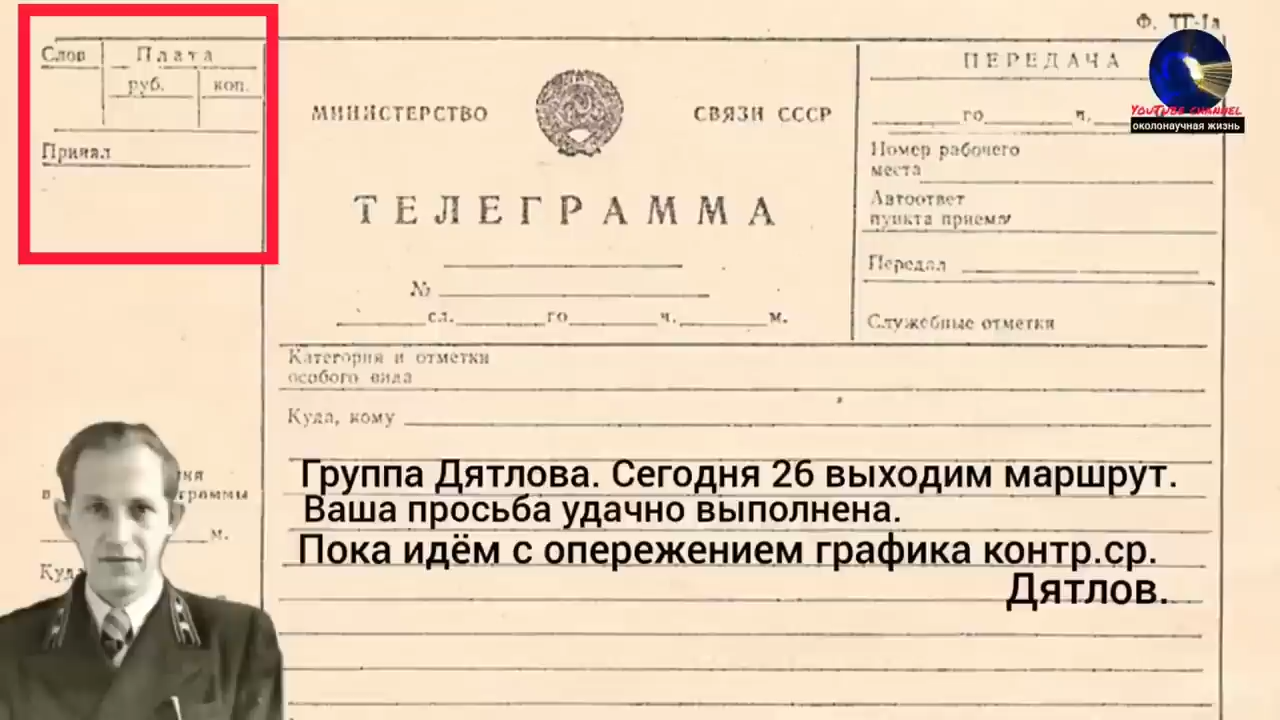 Ф. ТГ-1а
Слов Плата
руб. коп.
Принял
МИНИСТЕРСТВО СВЯЗИ СССР
ТЕЛЕГРАММА
№
сл. го ч. м.
ПЕРЕДАЧА
го ч.
YouTube channel
околонаучная жизнь
Номер рабочего
места
Автоответ
пункта приема
Передал
Служебные отметки
Категория и отметки
особого вида
Куда, кому
Группа Дятлова. Сегодня 26 выходим маршрут.
Ваша просьба удачно выполнена.
Пока идём с опережением графика контр.ср.
Дятлов.
м.